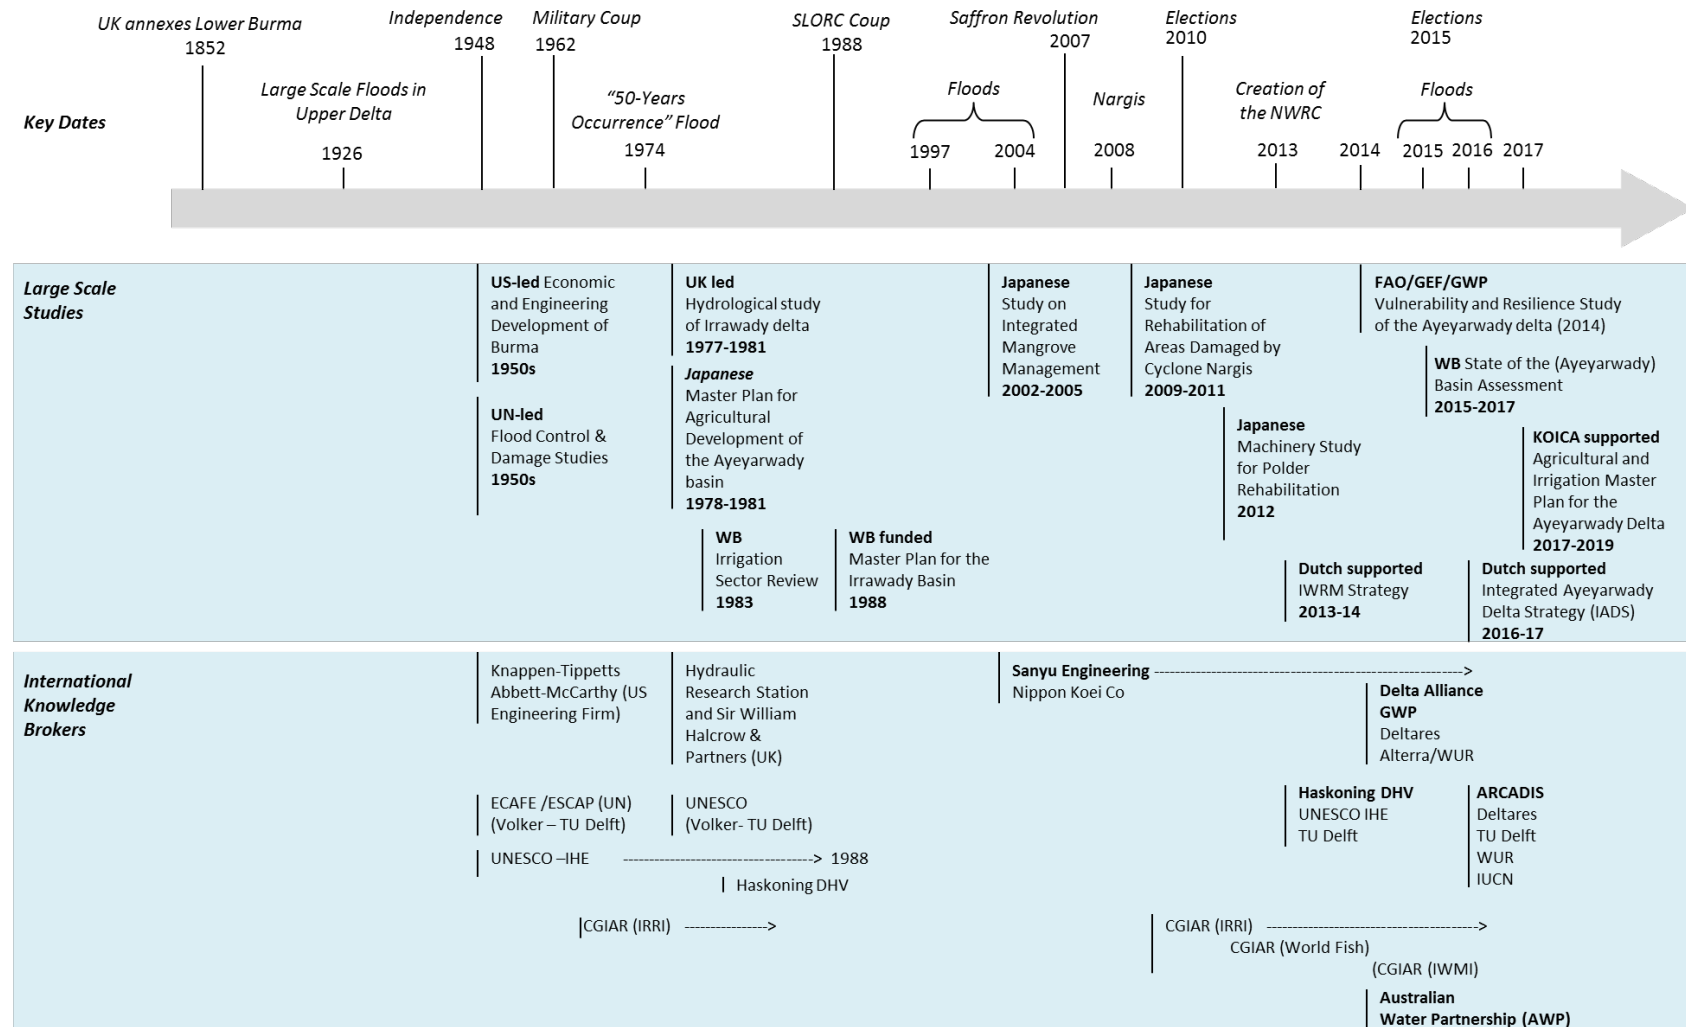 UK annexes Lower Burma
1852
Independence
1948
Military Coup
1962
SLORC Coup
1988
Saffron Revolution
2007
Elections
2010
Elections
2015
Key Dates
Large Scale Floods in
Upper Delta
1926
“50-Years
Occurrence” Flood
1974
Floods
1997
2004
Nargis
2008
Creation of
the NWRC
2013
2014
Floods
2015
2016
2017
Large Scale
Studies
US-led Economic
and Engineering
Development of
Burma
1950s
UN-led
Flood Control &
Damage Studies
1950s
UK led
Hydrological study
of Irrawady delta
1977-1981
Japanese
Master Plan for
Agricultural
Development of
the Ayeyarwady
basin
1978-1981
WB
Irrigation
Sector Review
1983
WB funded
Master Plan for the
Irrawady Basin
1988
Japanese
Study on
Integrated
Mangrove
Management
2002-2005
Japanese
Study for
Rehabilitation of
Areas Damaged by
Cyclone Nargis
2009-2011
Japanese
Machinery Study
for Polder
Rehabilitation
2012
Dutch supported
IWRM Strategy
2013-14
FAO/GEF/GWP
Vulnerability and Resilience Study
of the Ayeyarwady delta (2014)
WB State of the (Ayeyarwady)
Basin Assessment
2015-2017
KOICA supported
Agricultural and
Irrigation Master
Plan for the
Ayeyarwady Delta
2017-2019
Dutch supported
Integrated Ayeyarwady
Delta Strategy (IADS)
2016-17
International
Knowledge
Brokers
Knappen-Tippetts
Abbett-McCarthy (US
Engineering Firm)
Hydraulic
Research Station
and Sir William
Halcrow &
Partners (UK)
Sanyu Engineering
Nippon Koei Co
Delta Alliance
GWP
Deltares
Alterra/WUR
ECAFE /ESCAP (UN)
(Volker – TU Delft)
UNESCO
(Volker- TU Delft)
Haskoning DHV
UNESCO IHE
TU Delft
ARCADIS
Deltares
TU Delft
WUR
IUCN
UNESCO –IHE -----------------------------------> 1988
Haskoning DHV
CGIAR (IRRI) ---------------->
CGIAR (IRRI) ---------------------------------------->
CGIAR (World Fish)
(CGIAR (IWMI)
Australian
Water Partnership (AWP)